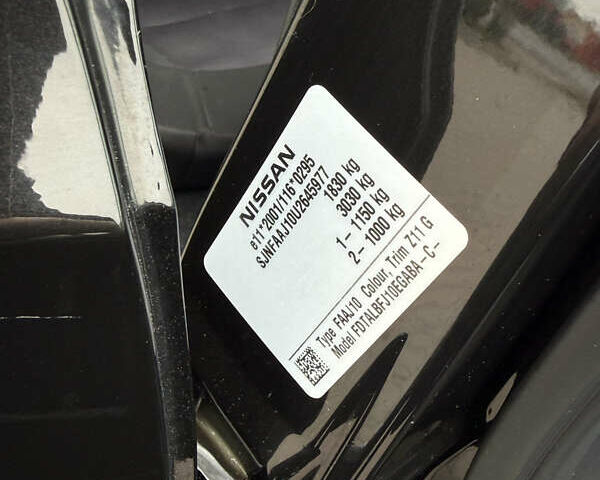 NISSAN
e11*2001/116*0295
SJNFAAJ10U2645977
1830 kg
3030 kg
1– 1150 kg
2– 1000 kg
Type FAAJ10 Colour, Trim Z11 G
Model FDTALBFJ10EGABA –C–